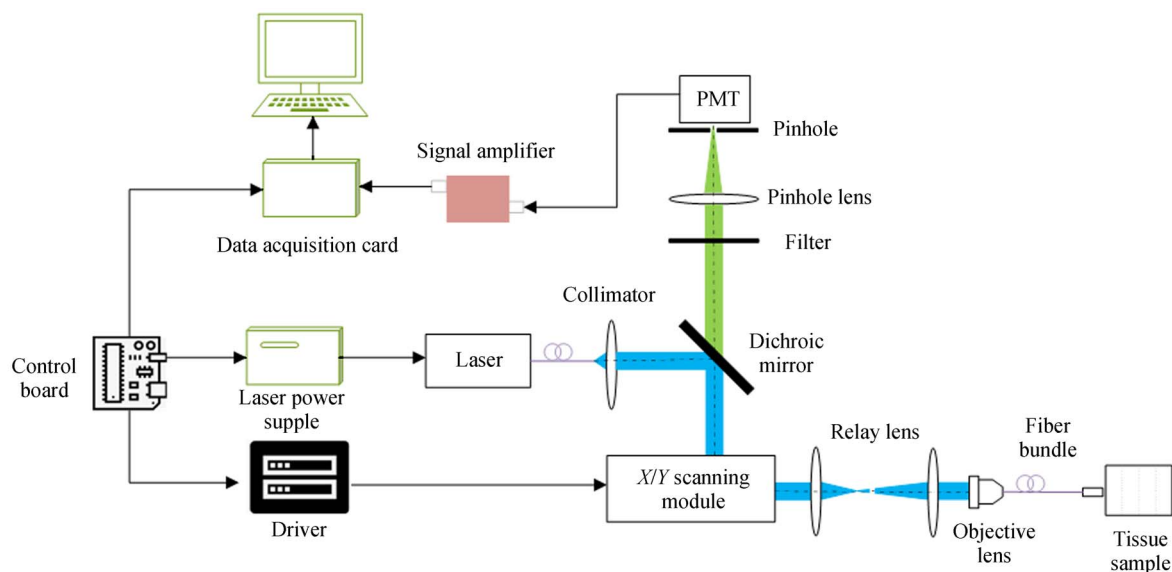 PMT
Pinhole
Signal amplifier
Pinhole lens
Data acquisition card
Filter
Collimator
Control
board
Laser power
supple
Laser
Dichroic
mirror
Relay lens
Fiber
bundle
Driver
X/Y scanning
module
Objective
lens
Tissue
sample